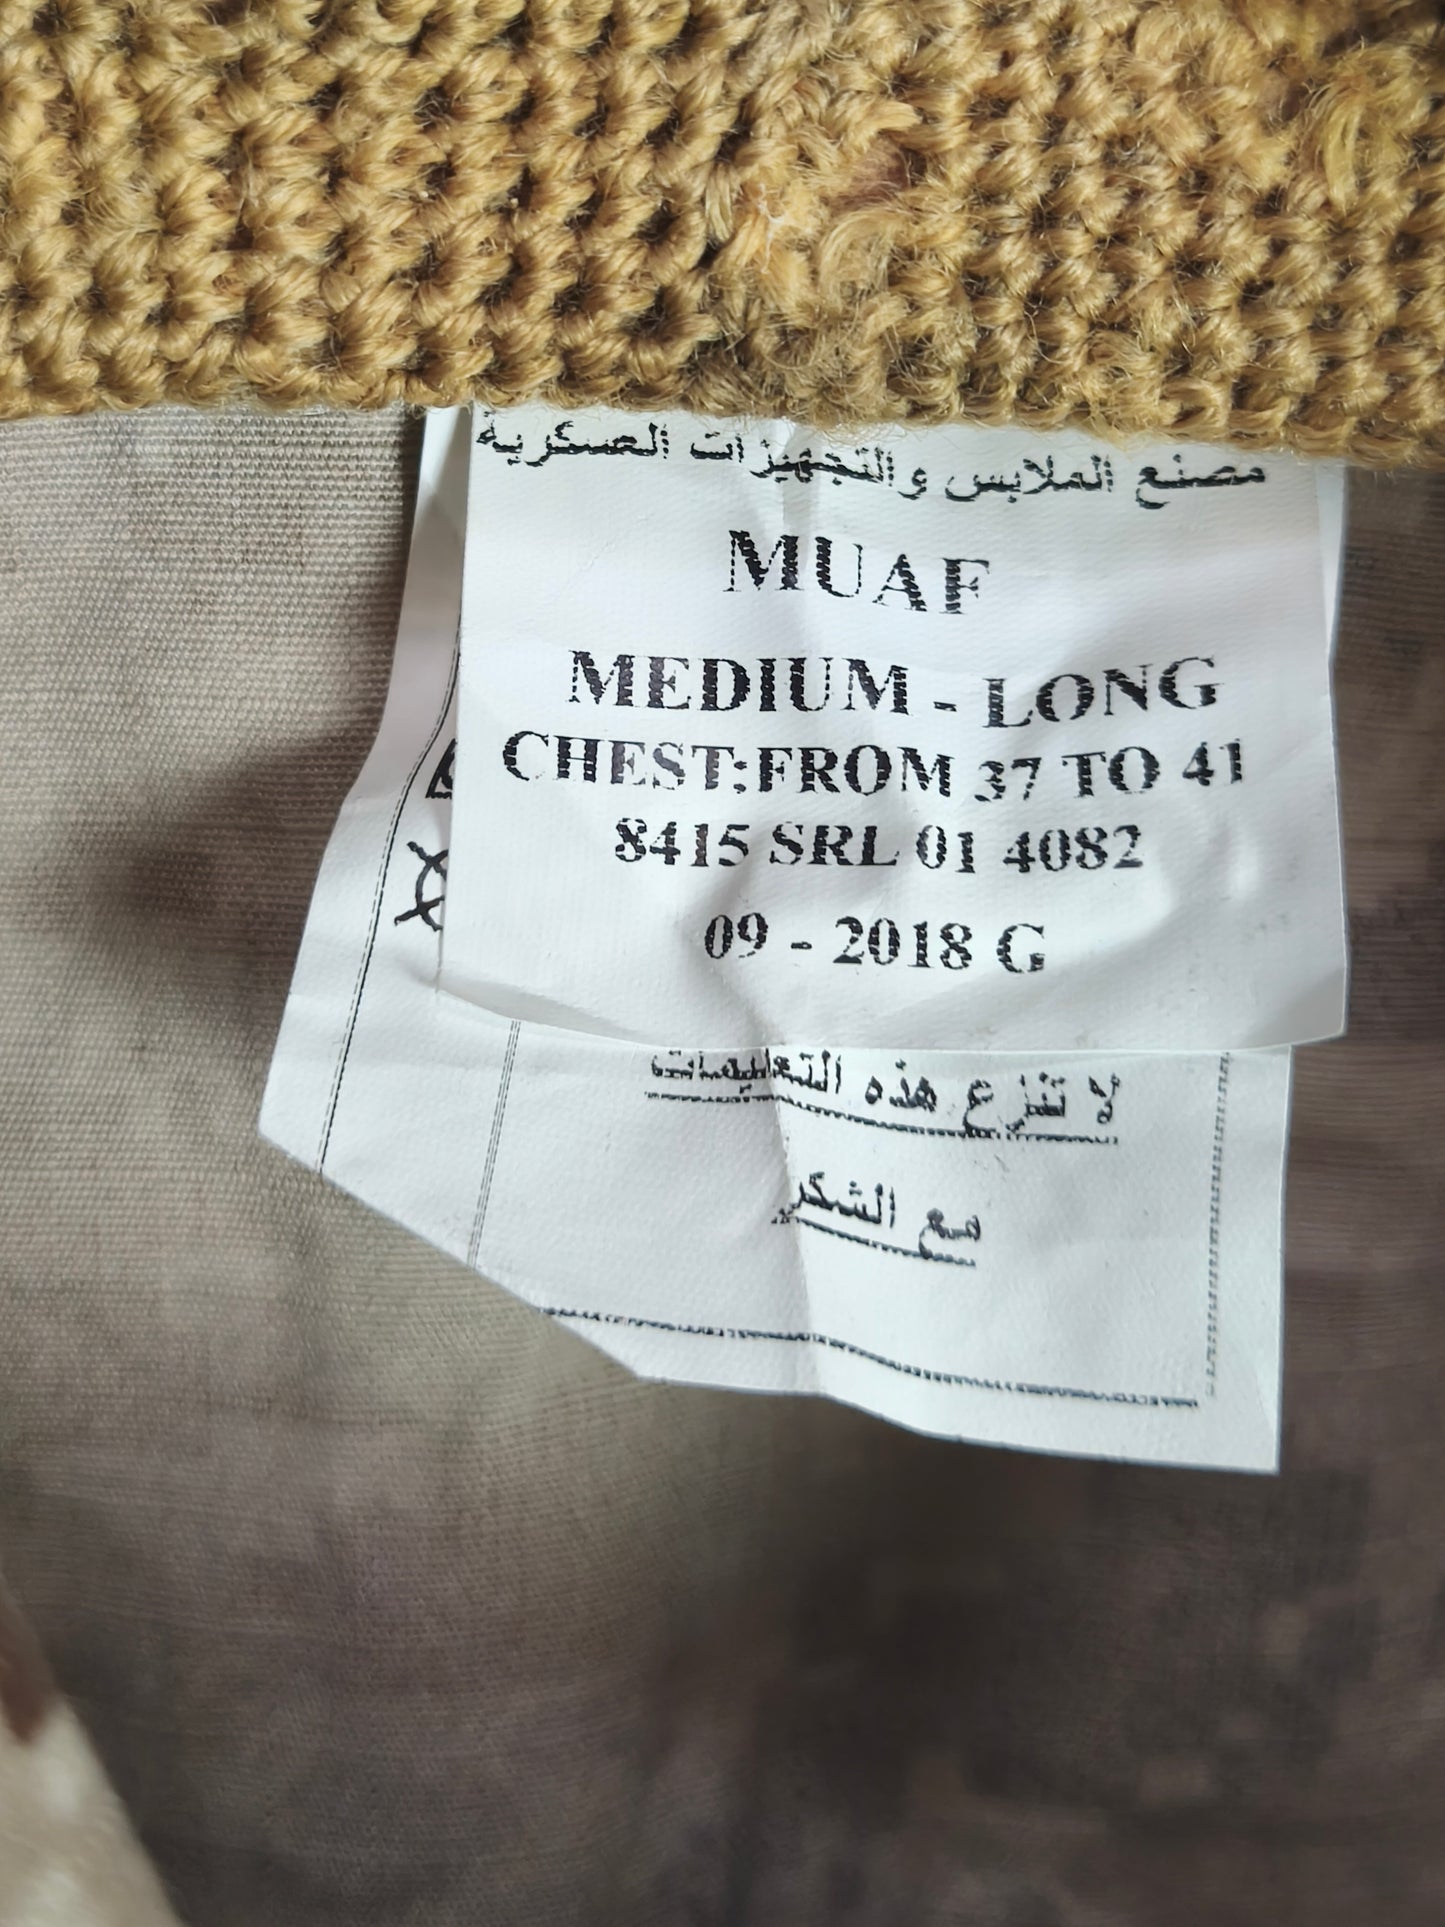 مصنع الملابس والتجهيزات العسكرية
MUAF
MEDIUM - LONG
CHEST:FROM 37 TO 41
8415 SRL 01 4082
09 - 2018 G
لا تنزع هذه التعليمات
مع الشكر